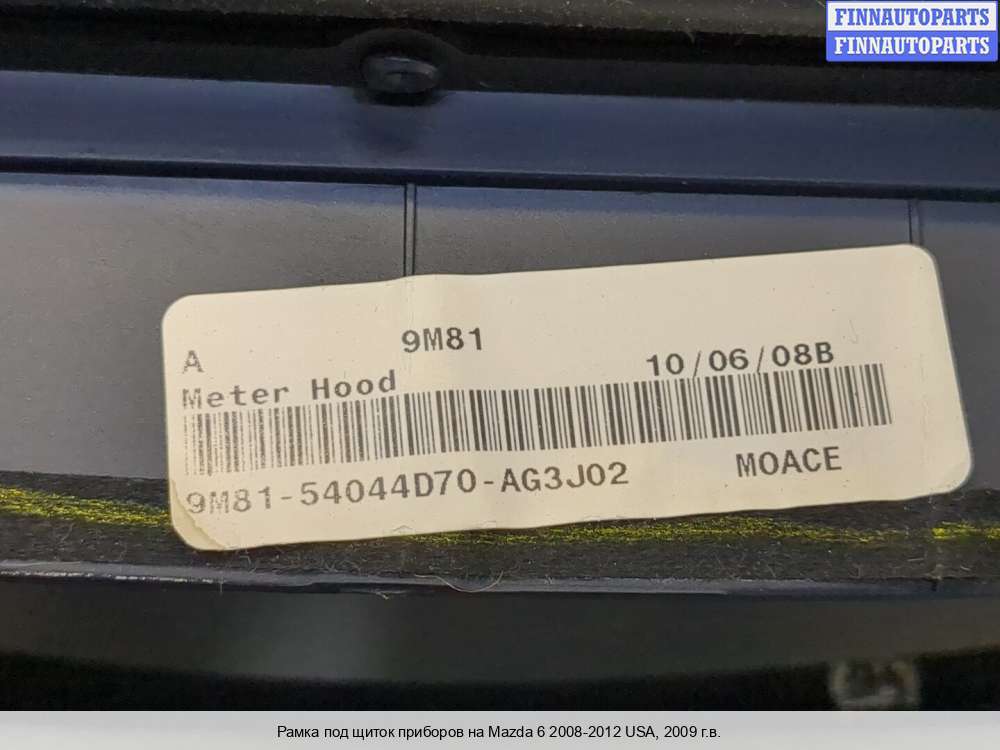 FINNAUTOPARTS
FINNAUTOPARTS
9M81
A
10/06/08B
Meter Hood
9M81-54044D70-AG3J02
MOACE
Рамка под щиток приборов на Mazda 6 2008-2012 USA, 2009 г.в.